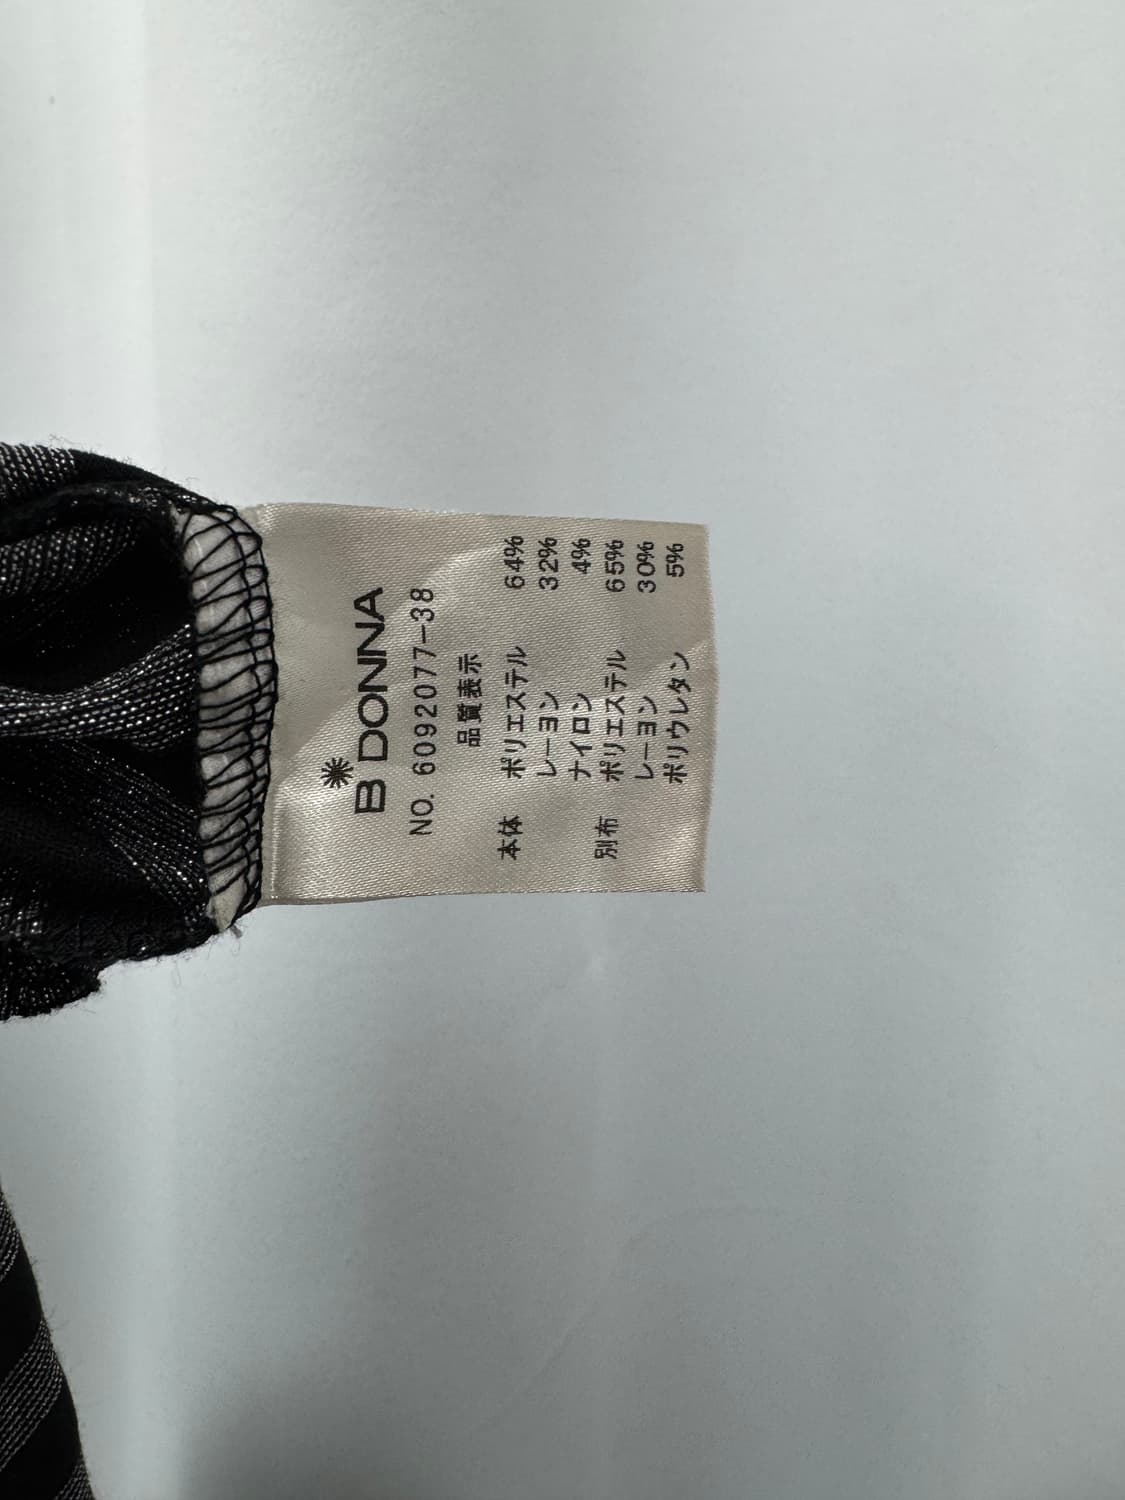 B DONNA
NO. 6092077-38
品質表示
本体 ポリエステル 64%
レーヨン 32%
ナイロン 4%
別布 ポリエステル 65%
レーヨン 30%
ポリウレタン 5%